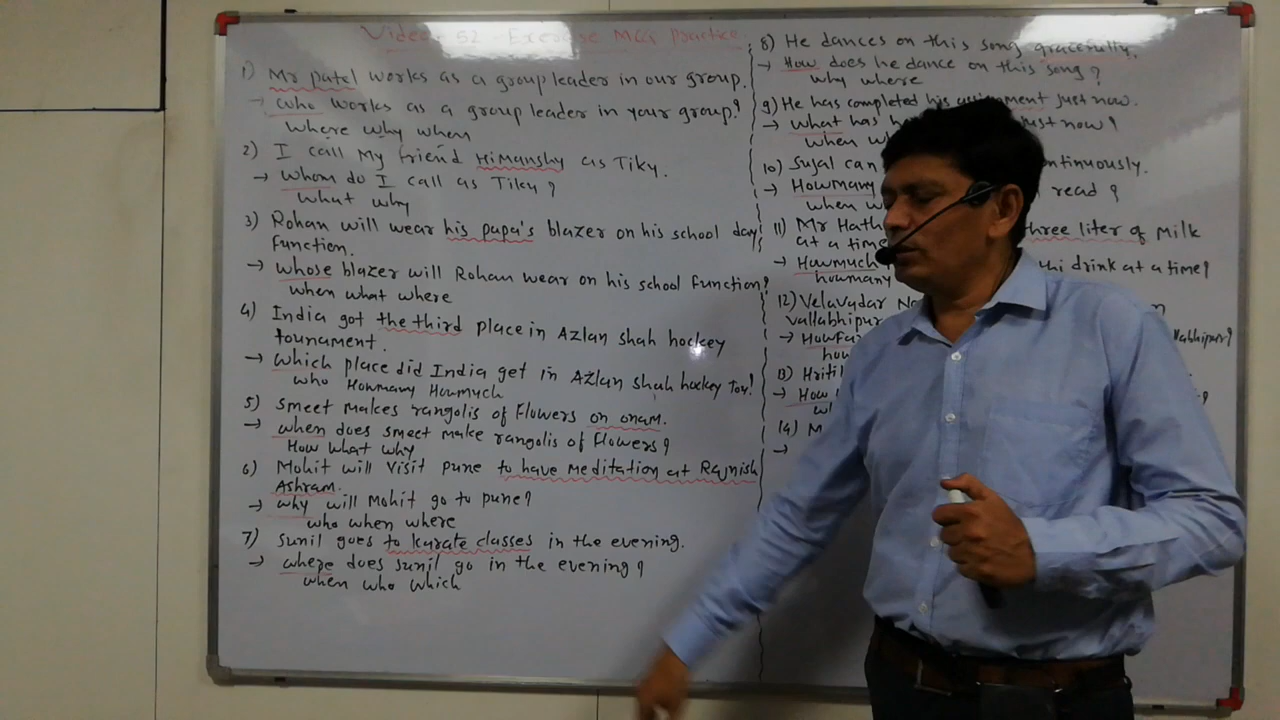 Video 52 Exercise MCQ Practice
1) Mr patel works as a group leader in our group.
→ who works as a group leader in your group?
where why when
2) I call My friend Himanshy as Tiky.
→ whom do I call as Tiky?
what why
3) Rohan will wear his papa's blazer on his school day
function.
→ whose blazer will Rohan wear on his school function?
when what where
4) India got the third place in Azlan shah hockey
tournament.
→ which place did India get in Azlan shah hockey tou!
who Howmany Howmuch
5) Smeet makes rangolis of Flowers on onam.
→ when does smeet make rangolis of flowers?
How what why
6) Mohit will visit pune to have meditation at Rajnish
Ashram.
→ why will Mohit go to pune?
who when where
7) Sunil goes to kurate classes in the evening.
→ where does sunil go in the evening?
when who which
8) He dances on this song gracefully.
→ How does he dance on this song?
why where
9) He has completed his assignment just now.
→ what has just now?
when
10) Sujal can
→ Howmany read?
when
11) Mr three liter of Milk
at a time
→ Howmuch drink at a time?
howmany
12) Velavadar
vallabhipur
→ Howfar
13)
→ How
14) M
→